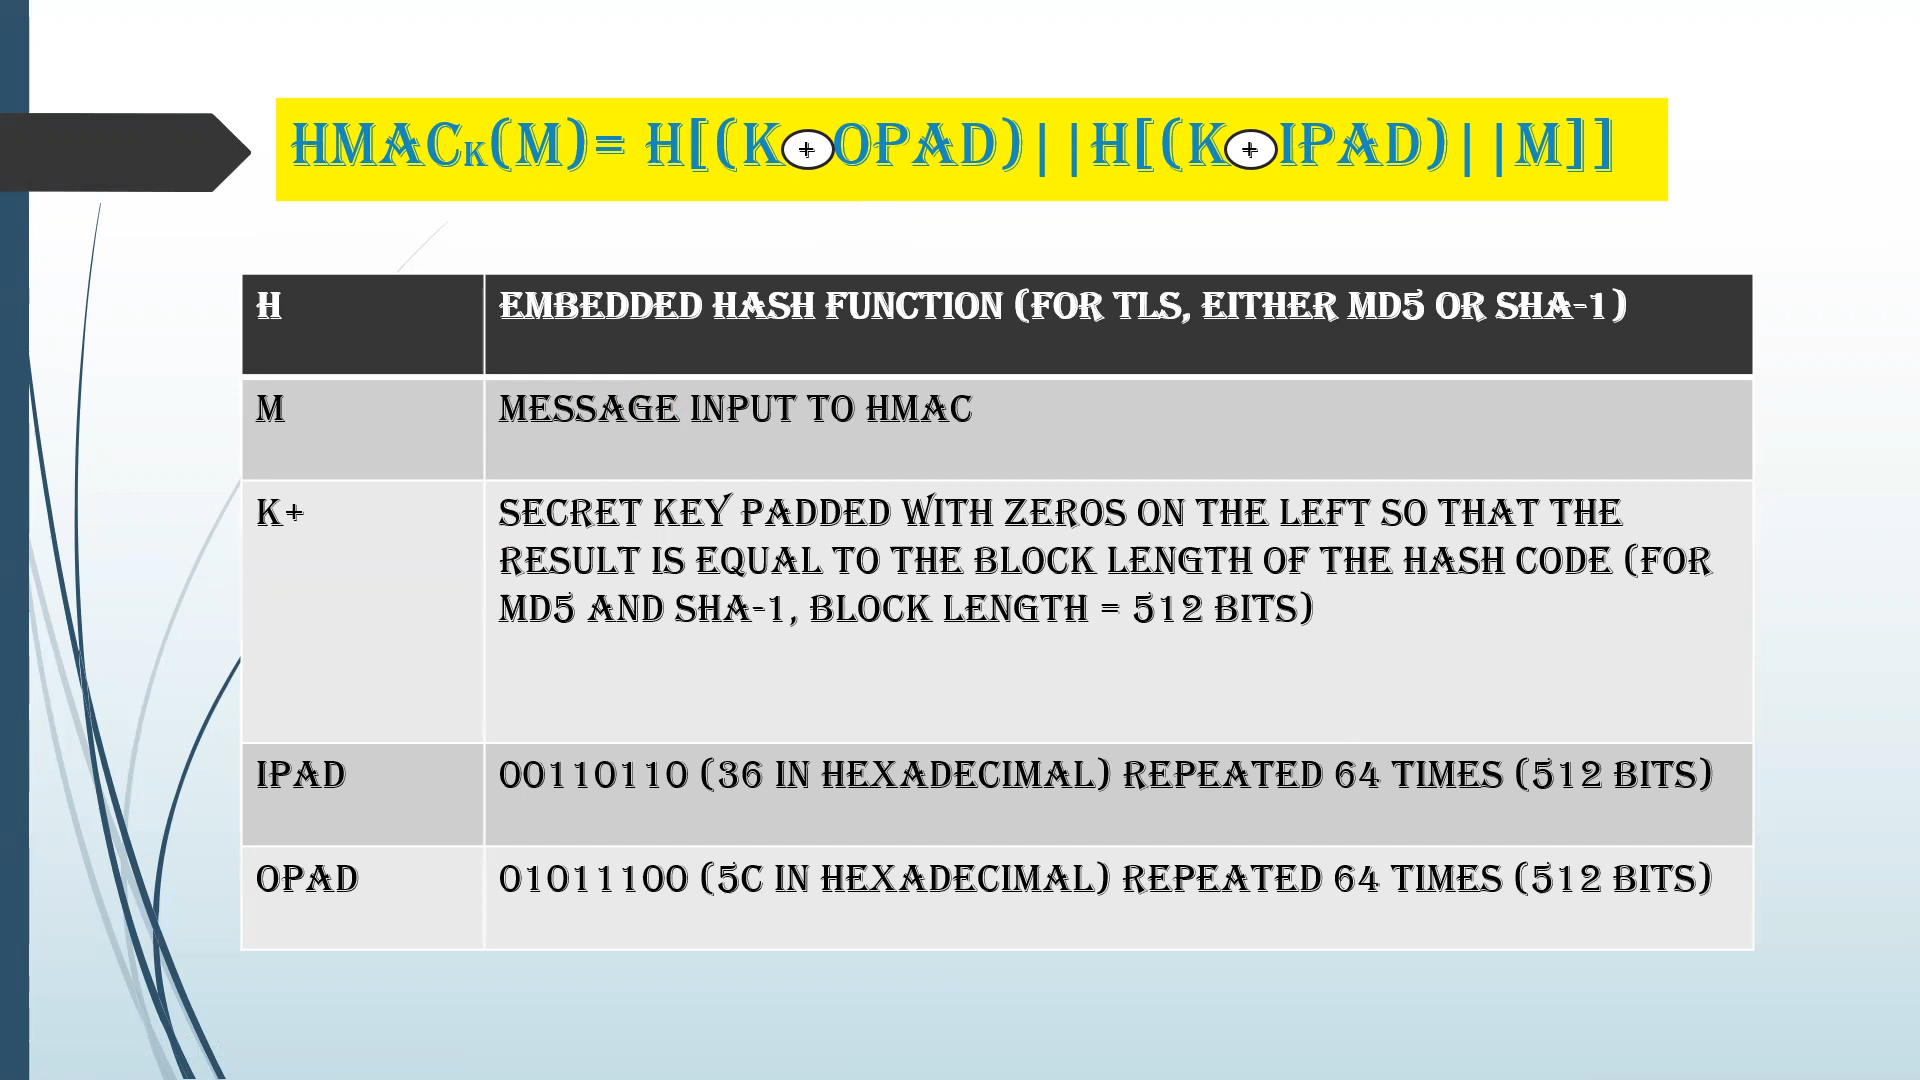 HMACK(M)= H[(K+OPAD)||H[(K+IPAD)||M]]
H
EMBEDDED HASH FUNCTION (FOR TLS, EITHER MD5 OR SHA-1)
M
MESSAGE INPUT TO HMAC
K+
SECRET KEY PADDED WITH ZEROS ON THE LEFT SO THAT THE
RESULT IS EQUAL TO THE BLOCK LENGTH OF THE HASH CODE (FOR
MD5 AND SHA-1, BLOCK LENGTH = 512 BITS)
IPAD
00110110 (36 IN HEXADECIMAL) REPEATED 64 TIMES (512 BITS)
OPAD
01011100 (5C IN HEXADECIMAL) REPEATED 64 TIMES (512 BITS)